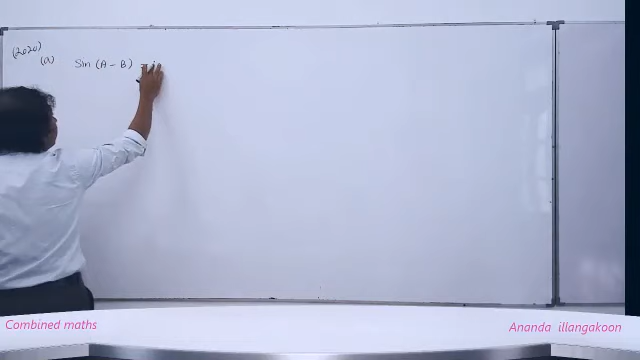 (2020)
(a) Sin (A - B) =
Combined maths
Ananda illangakoon